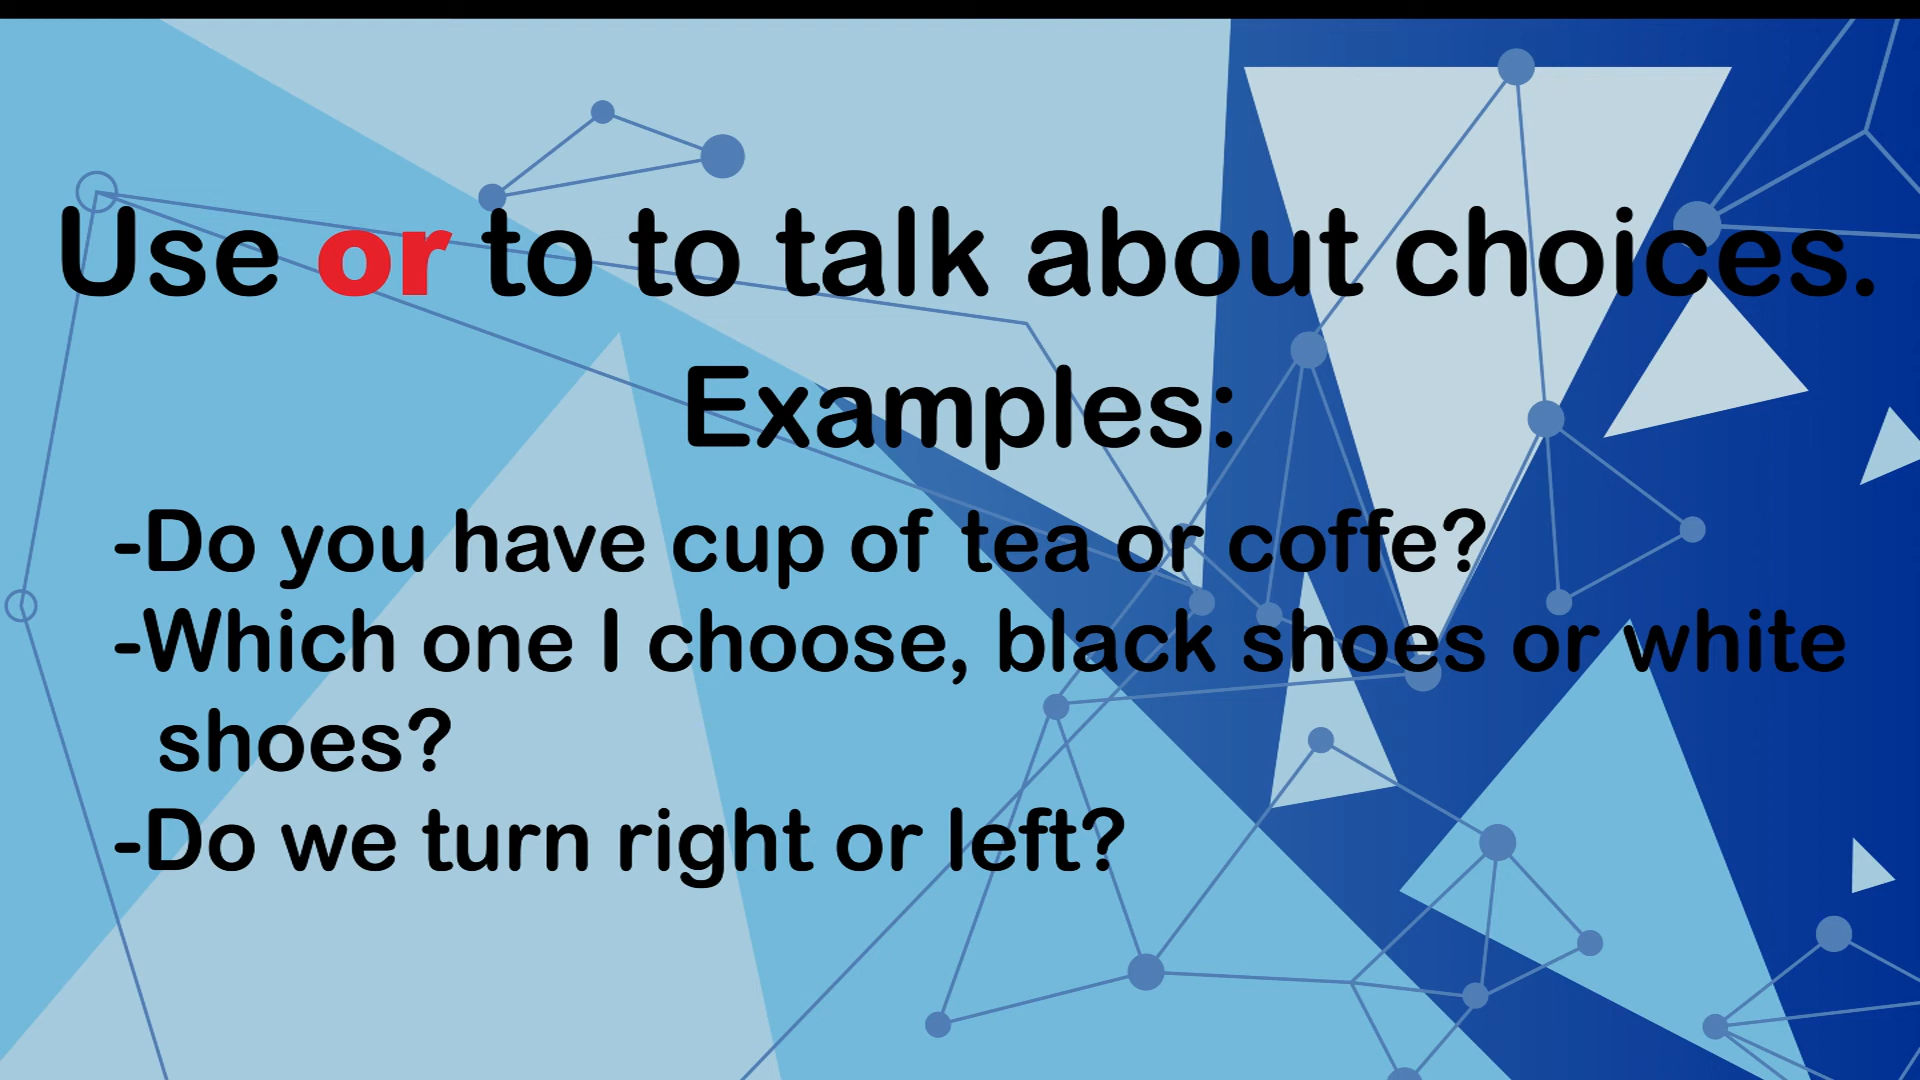 Use or to to talk about choices.
Examples:
-Do you have cup of tea or coffe?
-Which one I choose, black shoes or white
shoes?
-Do we turn right or left?